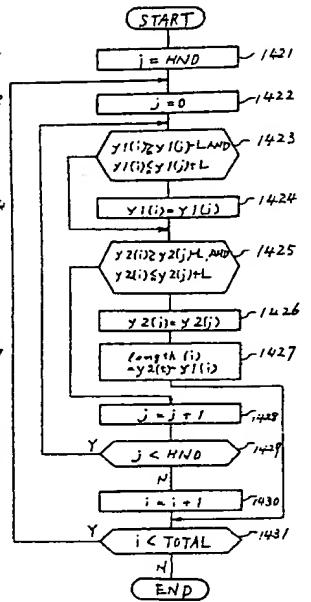 START
j = HND
1421
j = 0
1422
y1(i)≧y1(j)-L AND
y1(i)≦y1(j)+L
1423
y1(i)=y1(j)
1424
y2(i)≧y2(j)-L, AND
y2(i)≦y2(j)+L
1425
y2(i)=y2(j)
1426
length (i)
=y2(i)-y1(i)
1427
j = j + 1
1428
Y
j < HND
1429
N
i = i + 1
1430
Y
i < TOTAL
1431
N
END